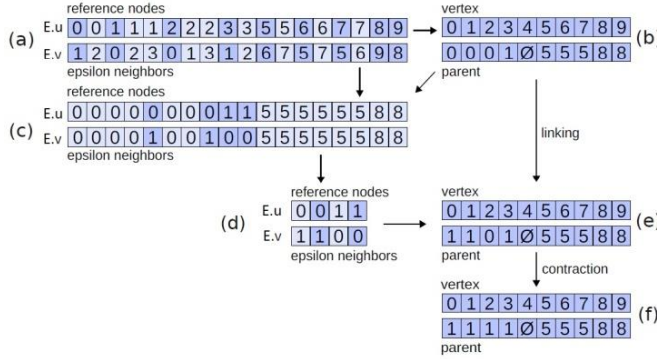 reference nodes
(a) E.u 0 0 1 1 1 2 2 2 3 3 5 5 6 6 7 7 8 9
E.v 1 2 0 2 3 0 1 3 1 2 6 7 5 7 5 6 9 8
epsilon neighbors
vertex
0 1 2 3 4 5 6 7 8 9 (b)
0 0 0 1 Ø 5 5 5 8 8
parent
reference nodes
(c) E.u 0 0 0 0 0 0 0 0 1 1 5 5 5 5 5 5 8 8
E.v 0 0 0 0 1 0 0 1 0 0 5 5 5 5 5 5 8 8
epsilon neighbors
linking
reference nodes
(d) E.u 0 0 1 1
E.v 1 1 0 0
epsilon neighbors
vertex
0 1 2 3 4 5 6 7 8 9 (e)
1 1 0 1 Ø 5 5 5 8 8
parent
contraction
vertex
0 1 2 3 4 5 6 7 8 9 (f)
1 1 1 1 Ø 5 5 5 8 8
parent